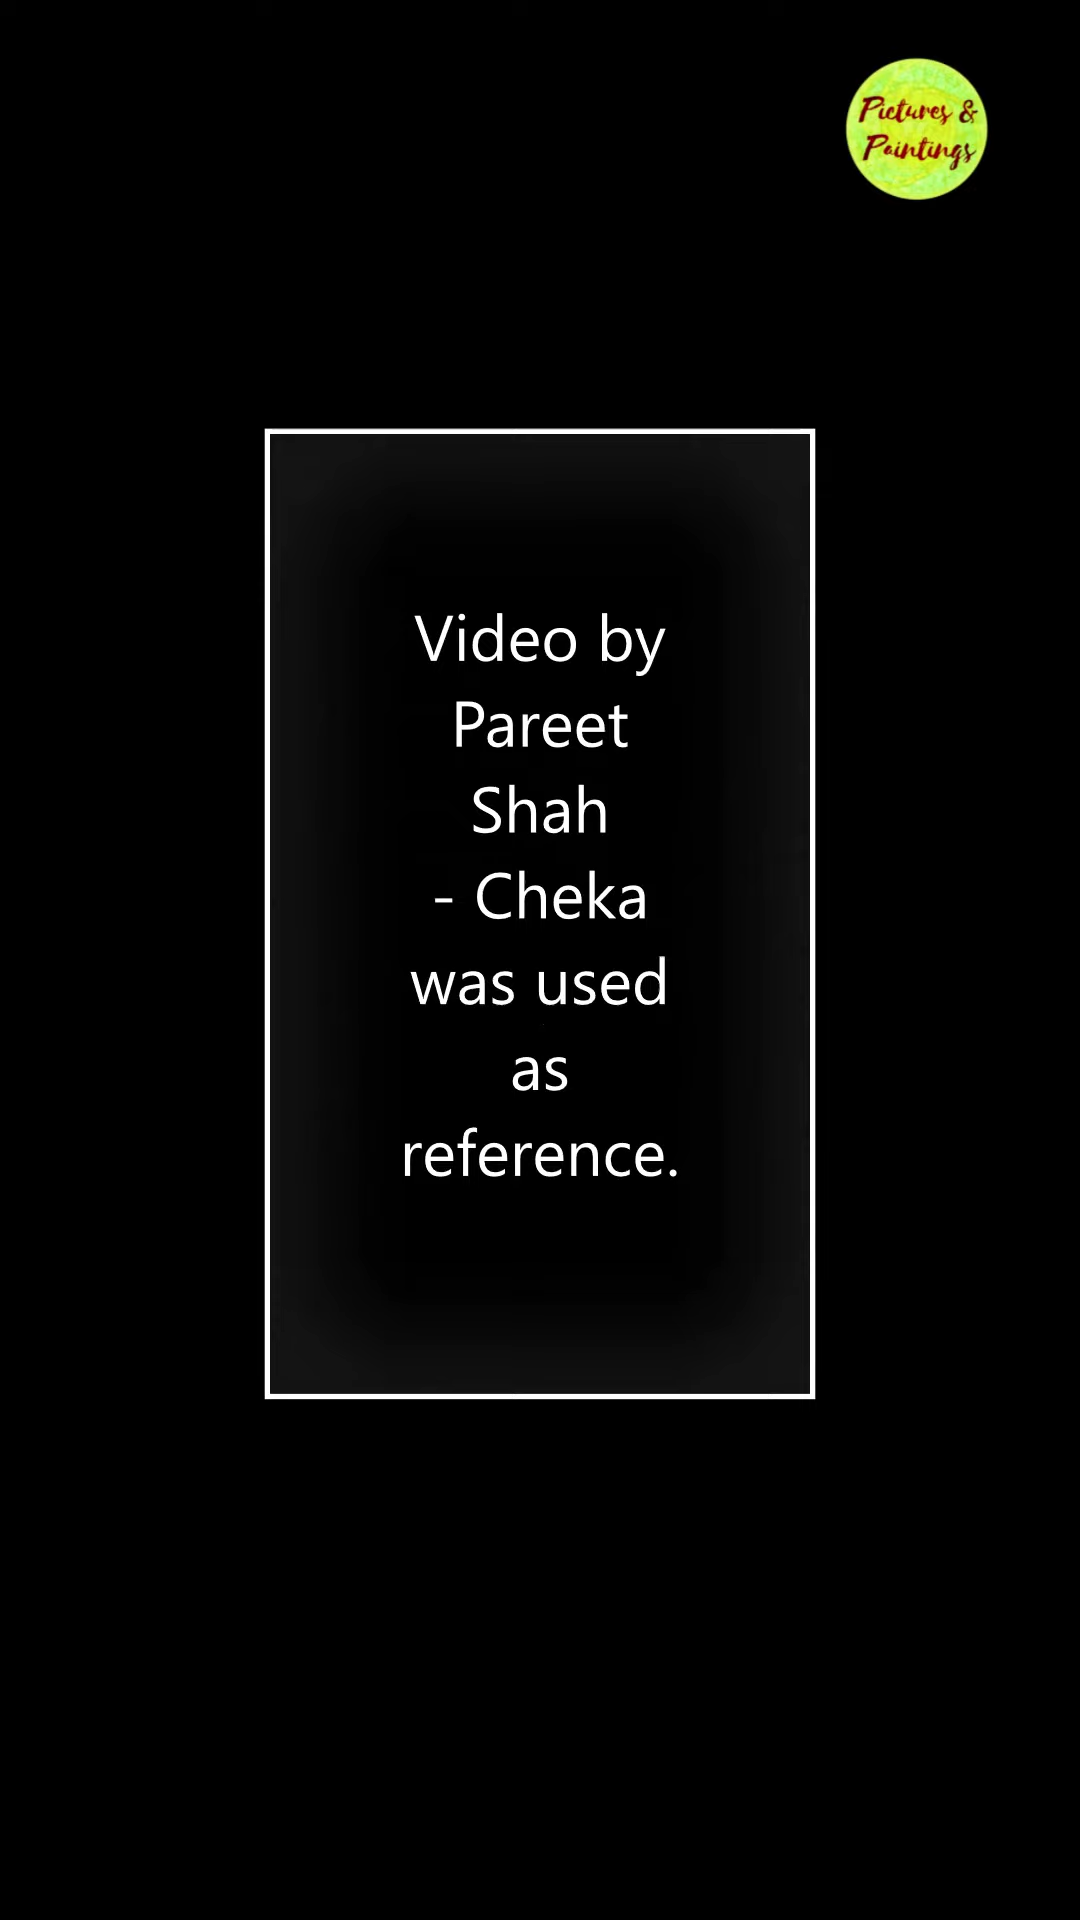 Pictures &
Paintings
Video by
Pareet
Shah
- Cheka
was used
as
reference.